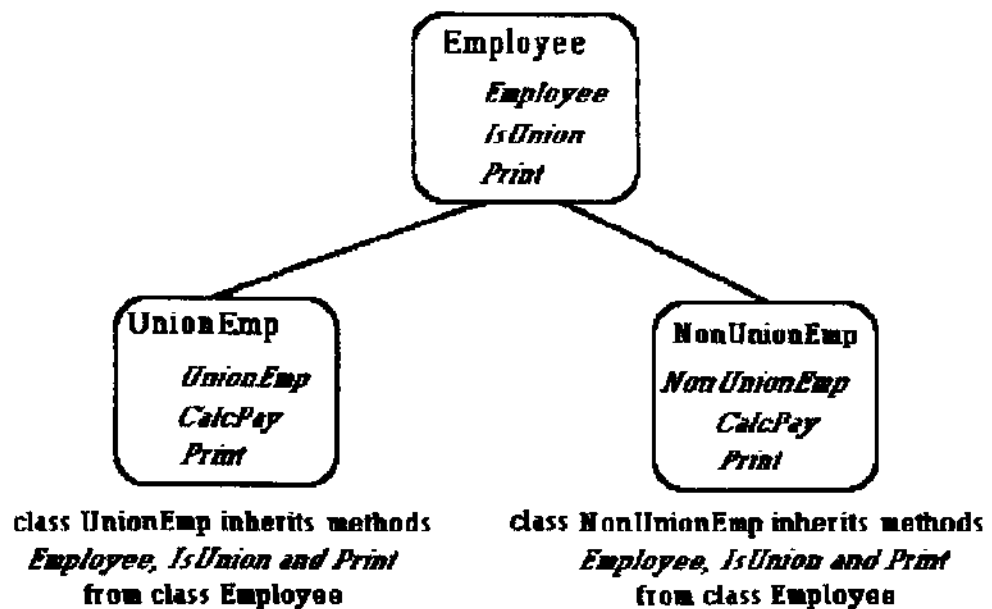 Employee
Employee
IsUnion
Print
UnionEmp
UnionEmp
CalcPay
Print
class UnionEmp inherits methods
Employee, IsUnion and Print
from class Employee
NonUnionEmp
NonUnionEmp
CalcPay
Print
class NonUnionEmp inherits methods
Employee, IsUnion and Print
from class Employee